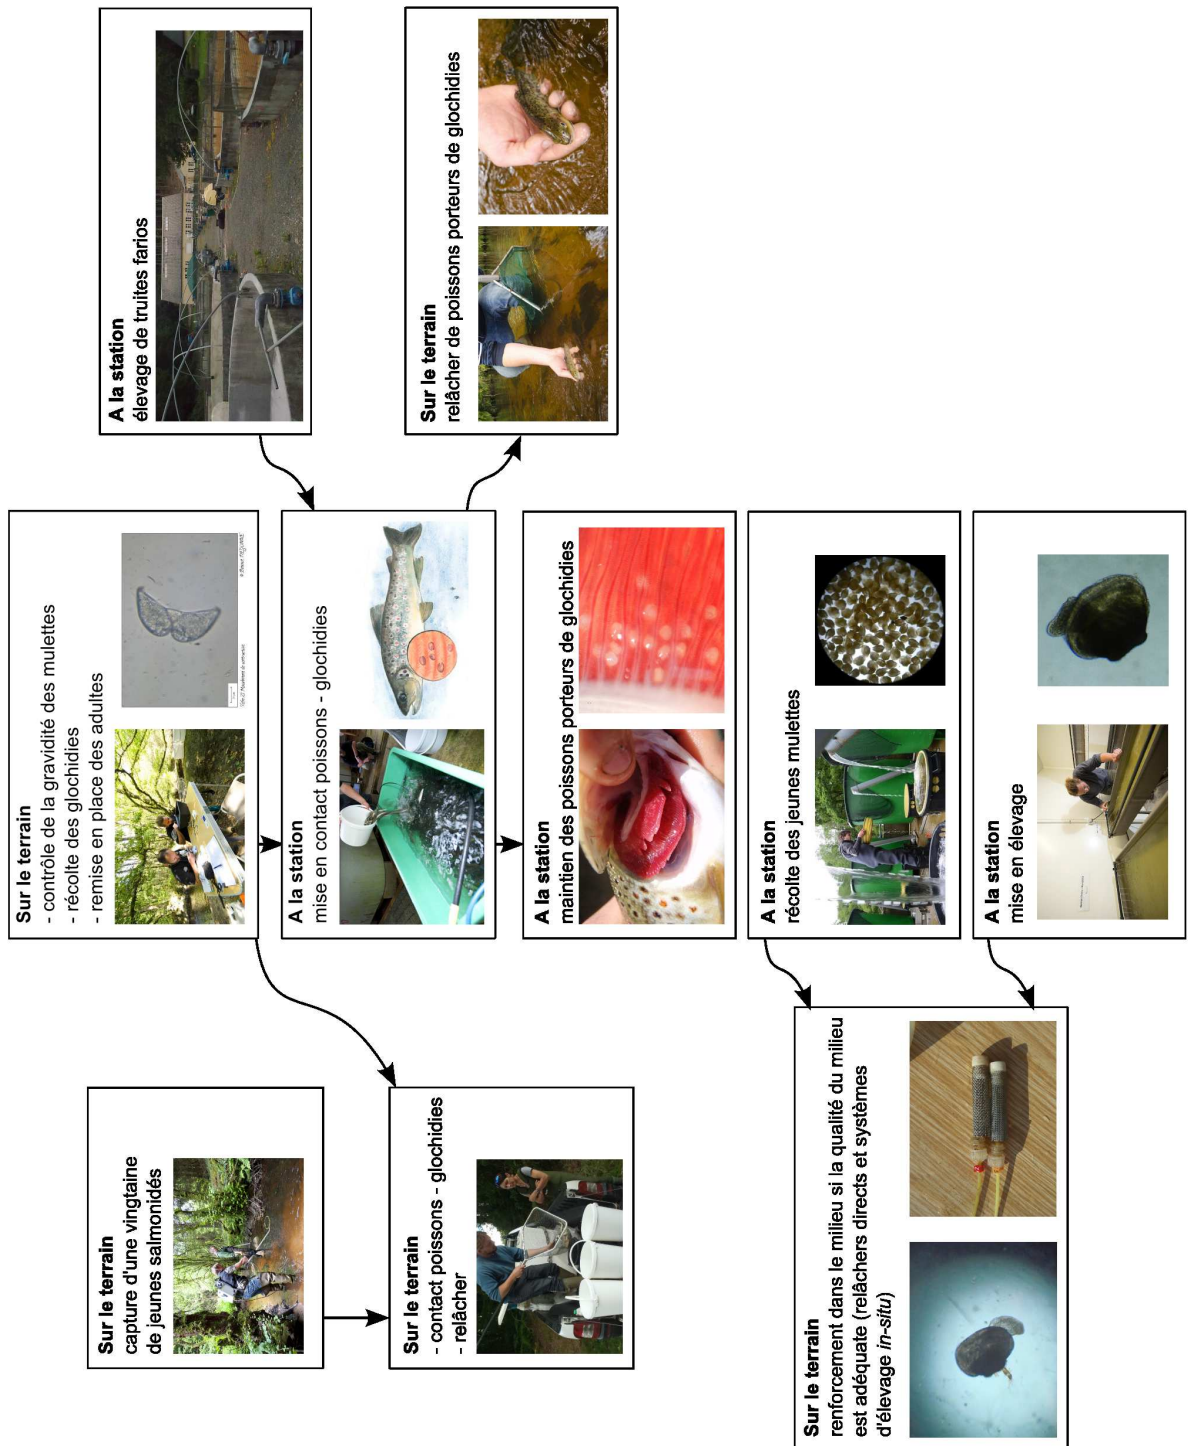 Sur le terrain
capture d'une vingtaine
de jeunes salmonidés
Sur le terrain
- contact poissons - glochidies
- relâcher
Sur le terrain
renforcement dans le milieu si la qualité du milieu
est adéquate (relâchers directs et systèmes
d'élevage in-situ)
Sur le terrain
- contrôle de la gravidité des mulettes
- récolte des glochidies
- remise en place des adultes
A la station
mise en contact poissons - glochidies
A la station
maintien des poissons porteurs de glochidies
A la station
récolte des jeunes mulettes
A la station
mise en élevage
A la station
élevage de truites farios
Sur le terrain
relâcher de poissons porteurs de glochidies